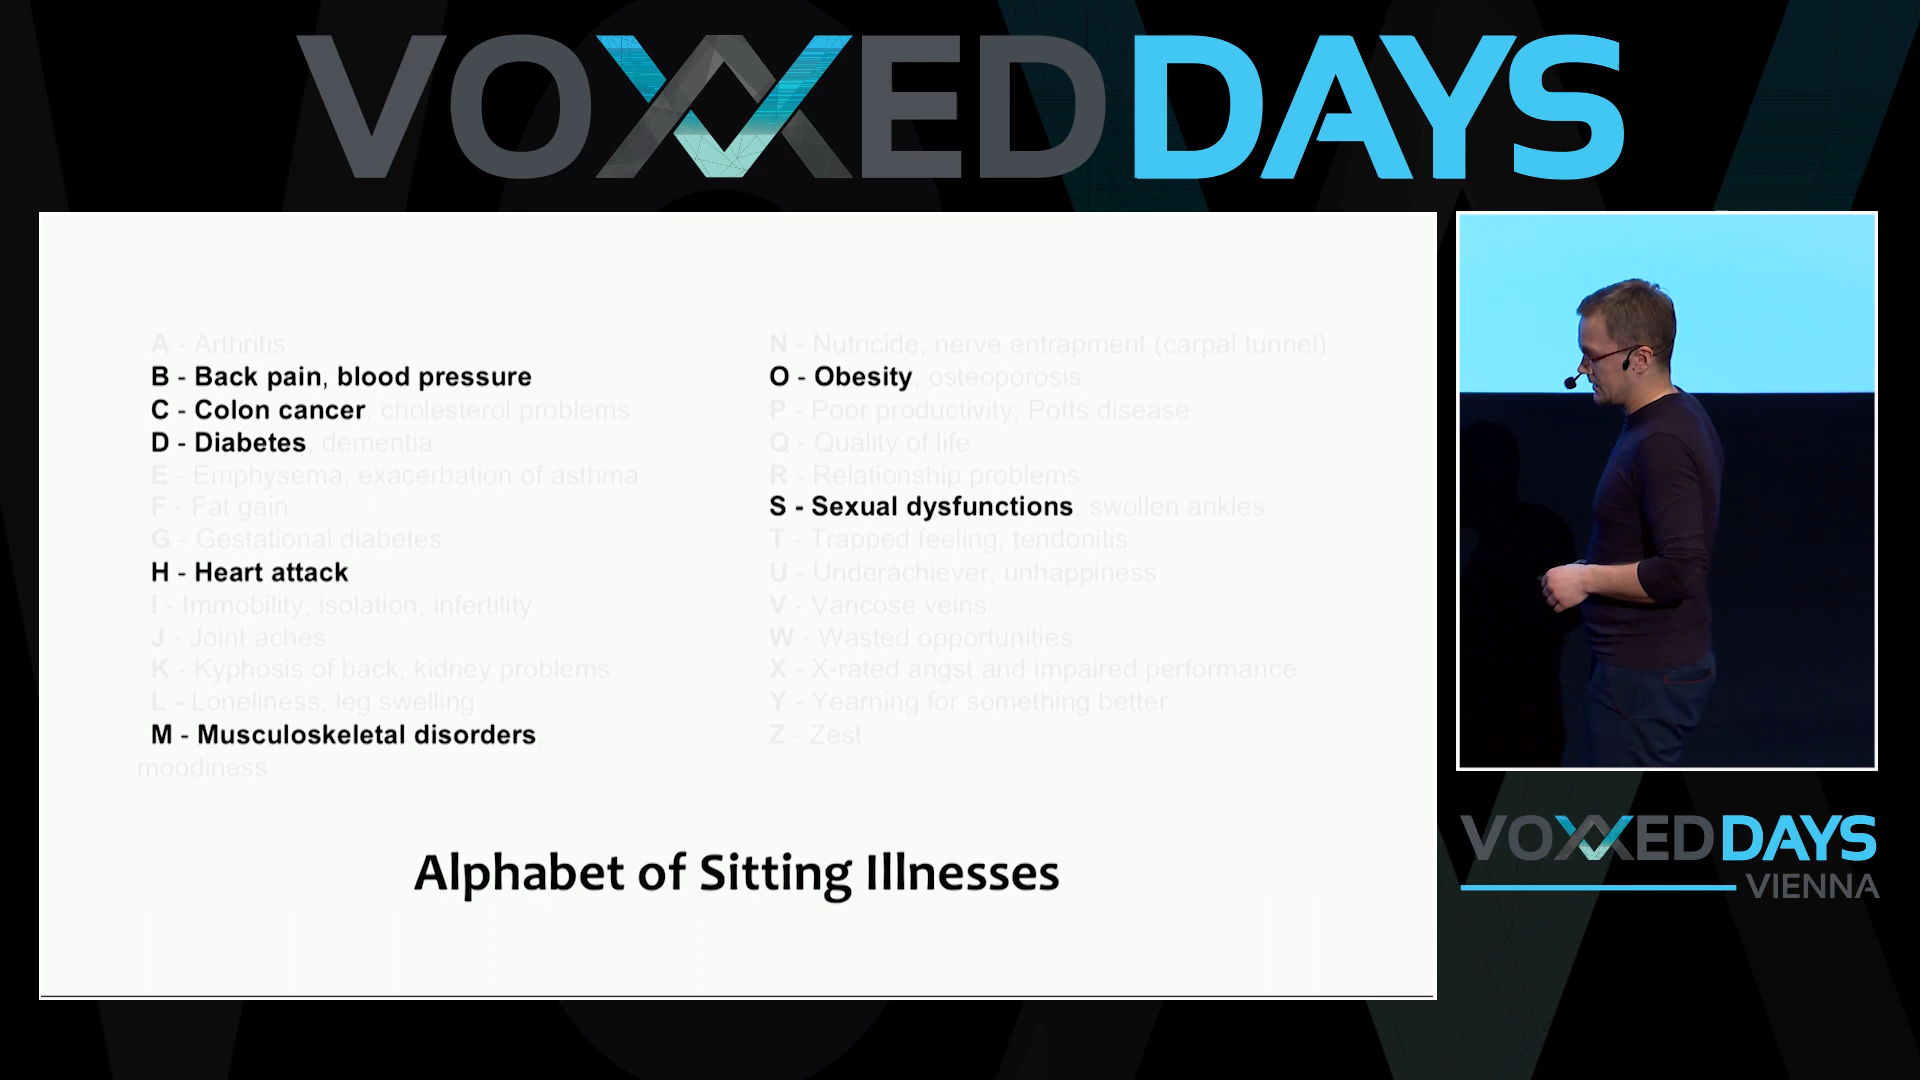 VOXXED DAYS
A - Arthritis
B - Back pain, blood pressure
C - Colon cancer, cholesterol problems
D - Diabetes, dementia
E - Emphysema, exacerbation of asthma
F - Fat gain
G - Gestational diabetes
H - Heart attack
I - Immobility, isolation, infertility
J - Joint aches
K - Kyphosis of back, kidney problems
L - Loneliness, leg swelling
M - Musculoskeletal disorders,
moodiness
N - Nutricide, nerve entrapment (carpal tunnel)
O - Obesity, osteoporosis
P - Poor productivity, Potts disease
Q - Quality of life
R - Relationship problems
S - Sexual dysfunctions, swollen ankles
T - Trapped feeling, tendonitis
U - Underachiever, unhappiness
V - Varicose veins
W - Wasted opportunities
X - X-rated angst and impaired performance
Y - Yearning for something better
Z - Zest
Alphabet of Sitting Illnesses
VOXXED DAYS
VIENNA